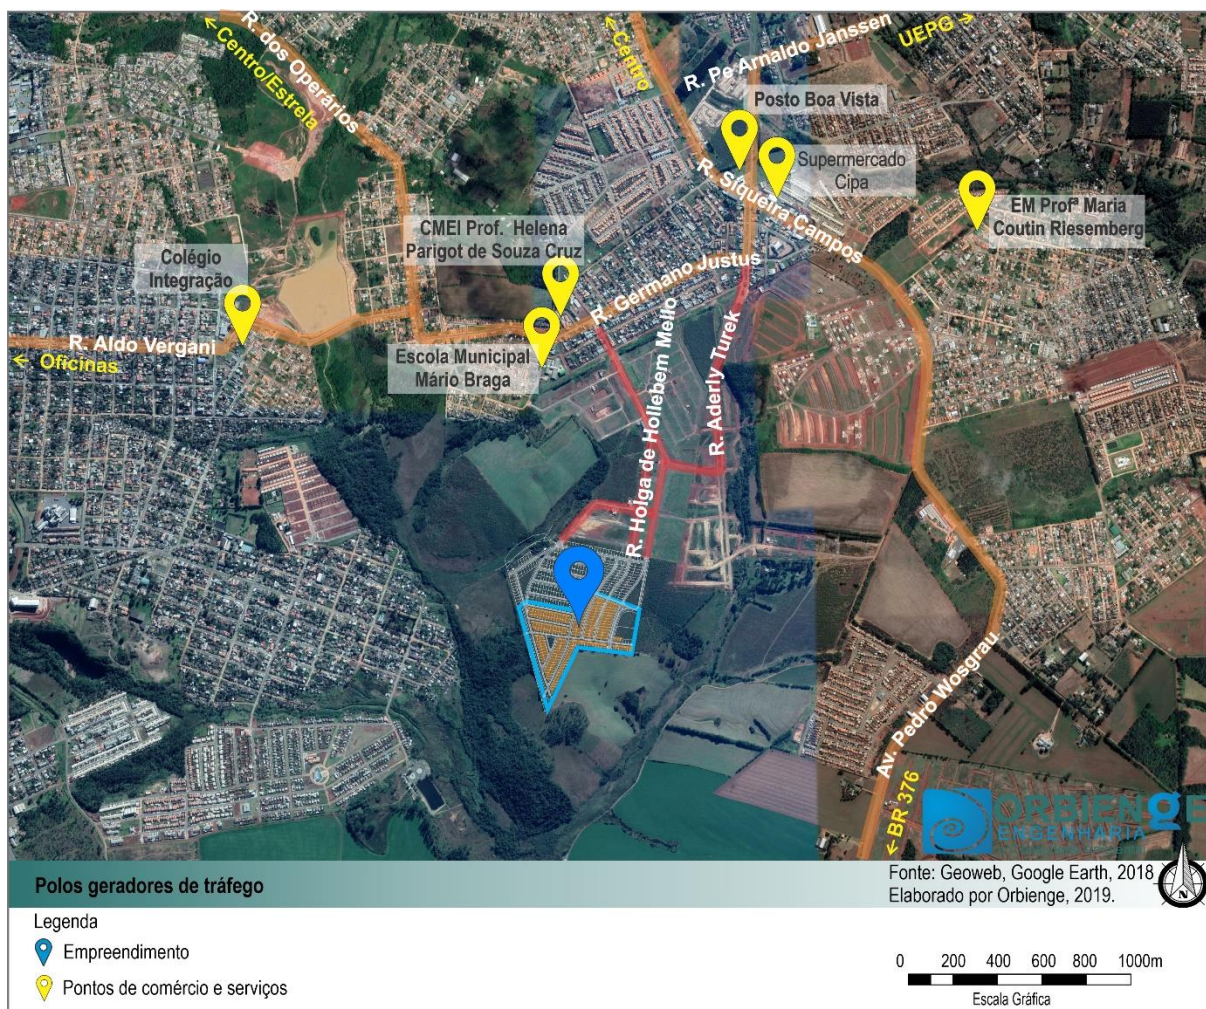 R. dos Operários
Centro/Estrela
Centro
R. Pe Arnaldo Janssen
UEPG
Posto Boa Vista
Supermercado
Cipa
R. Siqueira Campos
EM Profª Maria
Coutin Riesemberg
CMEI Prof. Helena
Parigot de Souza Cruz
Colégio
Integração
R. Germano Justus
R. Aldo Vergani
Oficinas
Escola Municipal
Mário Braga
R. Holga de Hollebem Mello
R. Aderly Turek
Av. Pedro Wosgrau
BR 376
ORBIENGE
ENGENHARIA
Polos geradores de tráfego
Fonte: Geoweb, Google Earth, 2018
Elaborado por Orbienge, 2019.
N
Legenda
Empreendimento
Pontos de comércio e serviços
0 200 400 600 800 1000m
Escala Gráfica